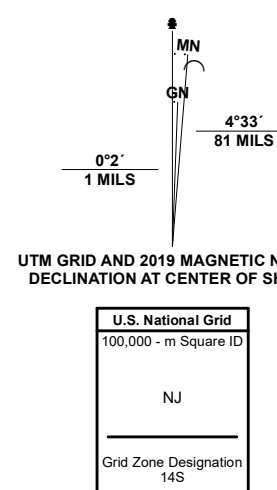 MN
GN
4°33´
81 MILS
0°2´
1 MILS
UTM GRID AND 2019 MAGNETIC N
DECLINATION AT CENTER OF SH
U.S. National Grid
100,000 - m Square ID
NJ
Grid Zone Designation
14S